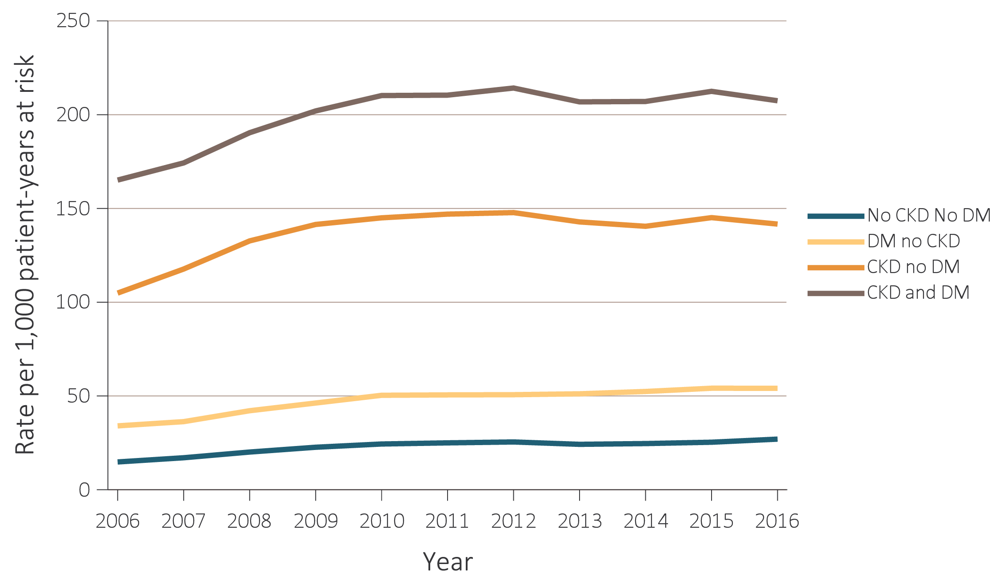 Rate per 1,000 patient-years at risk
250
200
150
100
50
0
2006 2007 2008 2009 2010 2011 2012 2013 2014 2015 2016
Year
No CKD No DM
DM no CKD
CKD no DM
CKD and DM